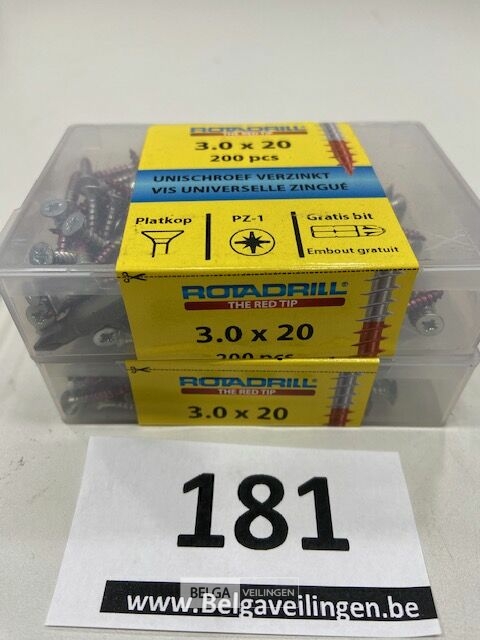 ROTADRILL
3.0 x 20
200 pcs
UNISCHROEF VERZINKT
VIS UNIVERSELLE ZINGUÉ
Platkop
PZ-1
Gratis bit
Embout gratuit
ROTADRILL®
THE RED TIP
3.0 x 20
200 pcs
ROTADRILL®
THE RED TIP
3.0 x 20
181
BELGA VEILINGEN
www.Belgaveilingen.be